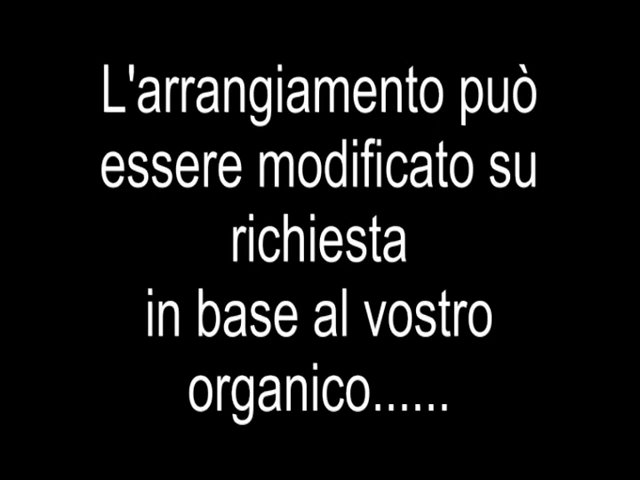 L'arrangiamento può
essere modificato su
richiesta
in base al vostro
organico......